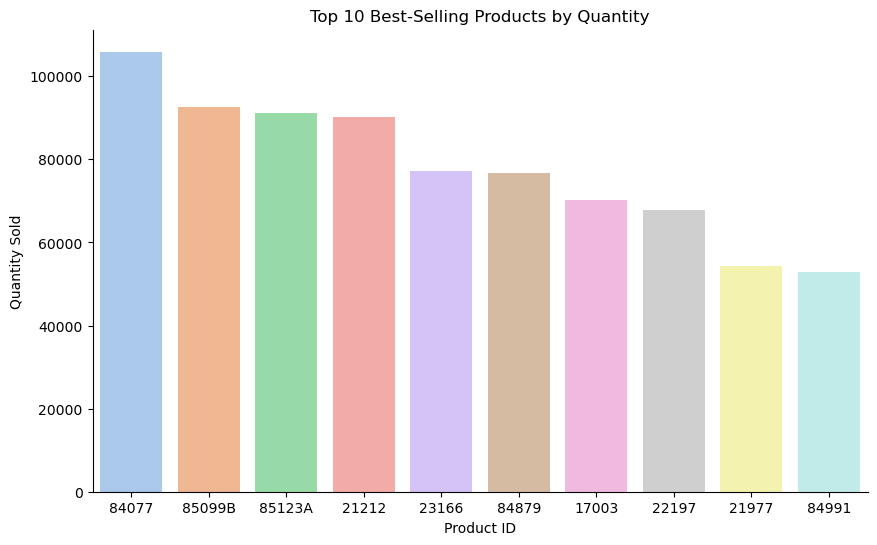 Top 10 Best-Selling Products by Quantity
Quantity Sold
100000
80000
60000
40000
20000
0
84077 85099B 85123A 21212 23166 84879 17003 22197 21977 84991
Product ID